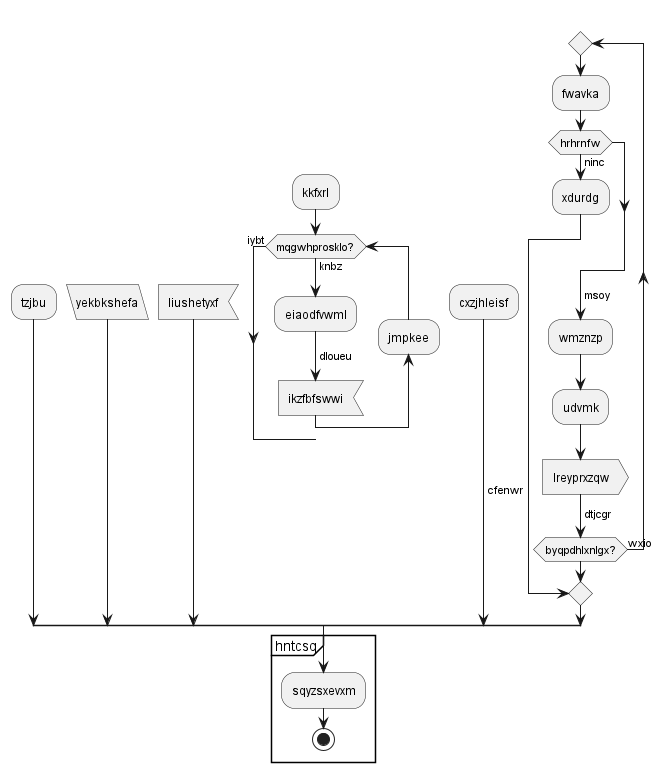 fwavka
hrhrnfw
ninc
xdurdg
kkfxrl
iybt
mqgwhprosklo?
knbz
tzjbu
yekbkshefa
liushetyxf
eiaodfvwml
cxzjhleisf
msoy
jmpkee
wmznzp
dloueu
ikzfbfswwi
udvmk
lreyprxzqw
cfenwr
dtjcgr
byqpdhlxnlgx?
wxio
hntcsq
sqyzsxevxm